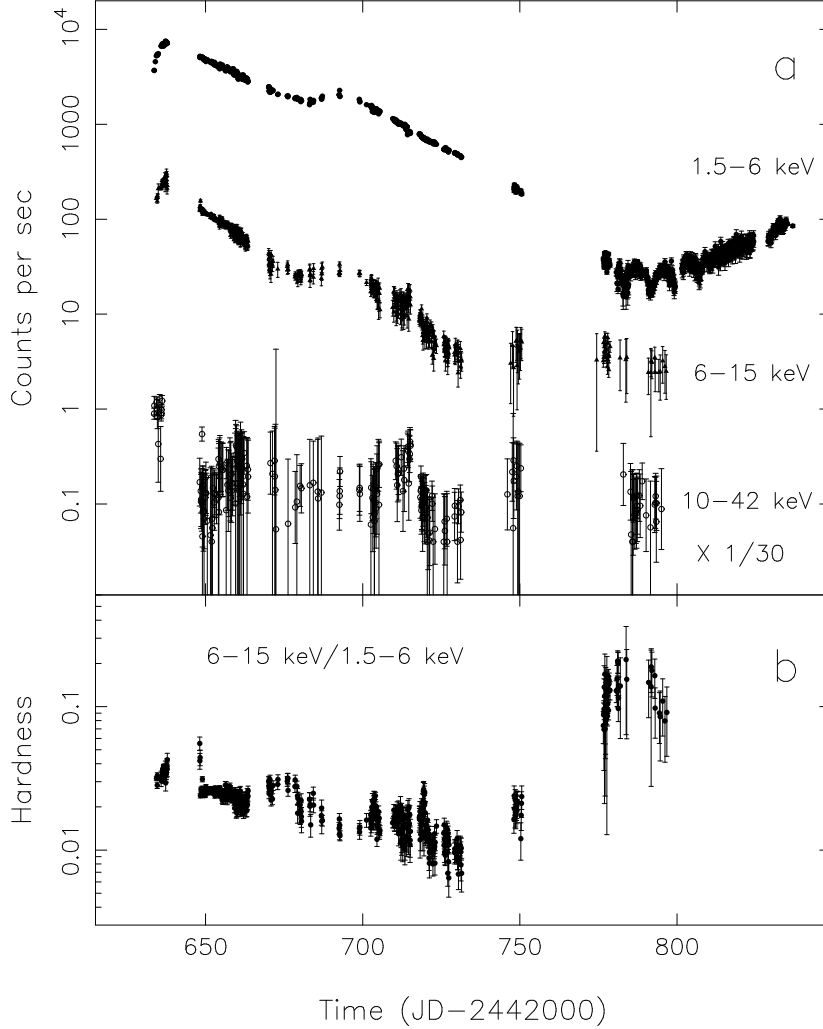 10^4
a
1000
1.5−6 keV
100
Counts per sec
10
6−15 keV
1
10−42 keV
0.1
X 1/30
6−15 keV/1.5−6 keV
b
0.1
Hardness
0.01
650 700 750 800
Time (JD−2442000)